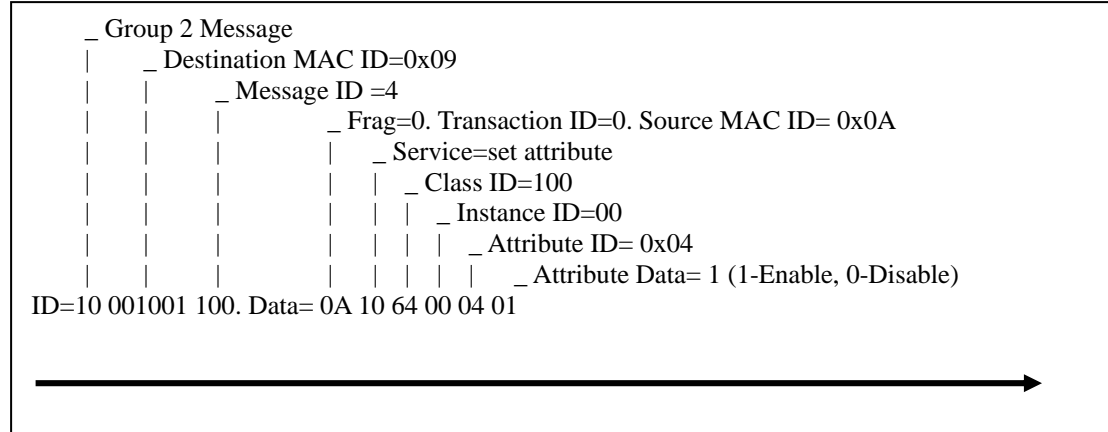 _ Group 2 Message
| _ Destination MAC ID=0x09
| | _ Message ID =4
| | | _ Frag=0. Transaction ID=0. Source MAC ID= 0x0A
| | | | _ Service=set attribute
| | | | | _ Class ID=100
| | | | | | _ Instance ID=00
| | | | | | | _ Attribute ID= 0x04
| | | | | | | | _ Attribute Data= 1 (1-Enable, 0-Disable)
ID=10 001001 100. Data= 0A 10 64 00 04 01